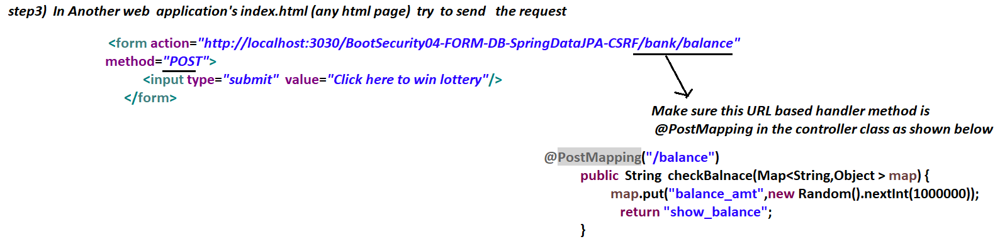 step3) In Another web application's index.html (any html page) try to send the request
<form action="http://localhost:3030/BootSecurity04-FORM-DB-SpringDataJPA-CSRF/bank/balance"
method="POST">
<input type="submit" value="Click here to win lottery"/>
</form>
Make sure this URL based handler method is
@PostMapping in the controller class as shown below
@PostMapping("/balance")
public String checkBalnace(Map<String,Object > map) {
map.put("balance_amt",new Random().nextInt(1000000));
return "show_balance";
}